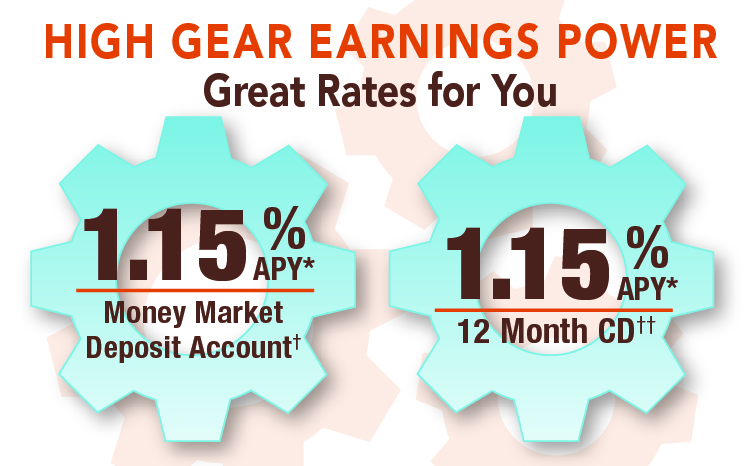 HIGH GEAR EARNINGS POWER
Great Rates for You
1.15% APY*
Money Market
Deposit Account†
1.15% APY*
12 Month CD††